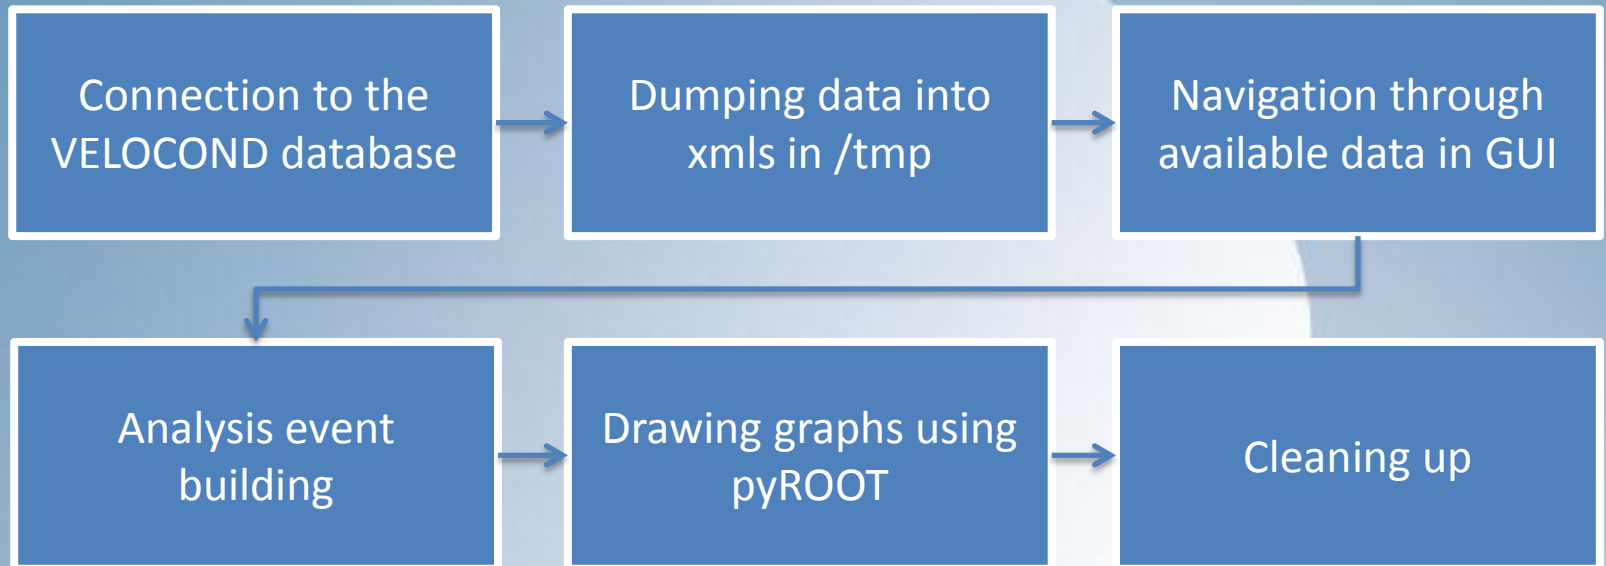 Connection to the
VELOCOND database
Dumping data into
xmls in /tmp
Navigation through
available data in GUI
Analysis event
building
Drawing graphs using
pyROOT
Cleaning up